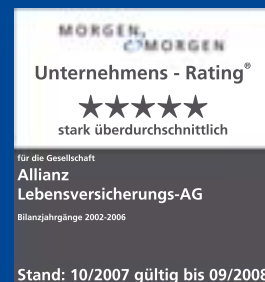 MORGEN,
MORGEN
Unternehmens - Rating®
stark überdurchschnittlich
für die Gesellschaft
Allianz
Lebensversicherungs-AG
Bilanzjahrgänge 2002-2006
Stand: 10/2007 gültig bis 09/2008